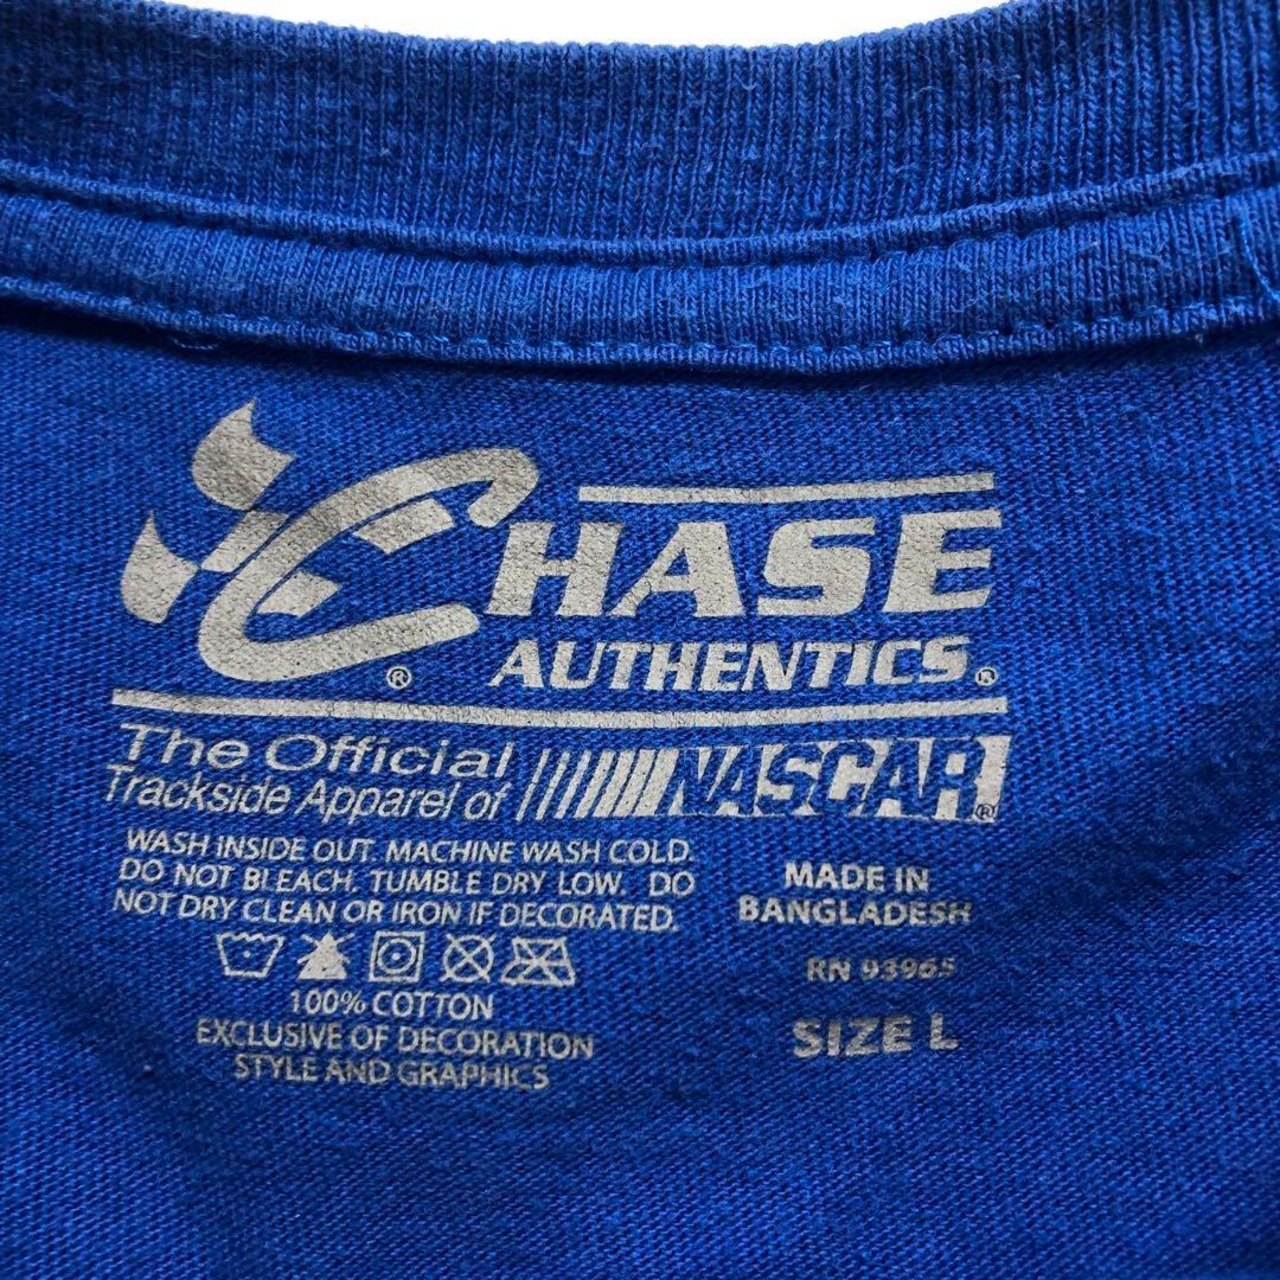 CHASE
AUTHENTICS®
®
The Official
Trackside Apparel of NASCAR®
WASH INSIDE OUT. MACHINE WASH COLD.
DO NOT BLEACH. TUMBLE DRY LOW. DO
NOT DRY CLEAN OR IRON IF DECORATED.
100% COTTON
EXCLUSIVE OF DECORATION
STYLE AND GRAPHICS
MADE IN
BANGLADESH
RN 93965
SIZE L